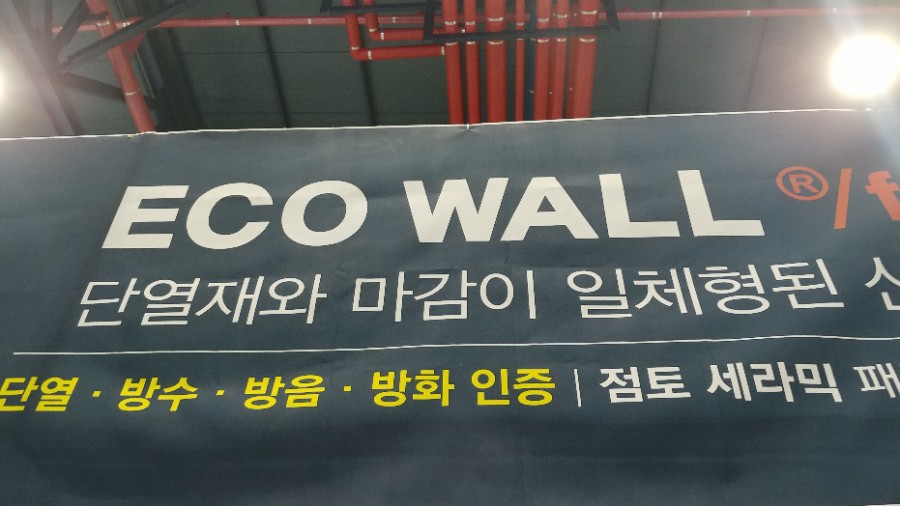 ECO WALL ®/f
단열재와 마감이 일체형된
단열 · 방수 · 방음 · 방화 인증 | 점토 세라믹 패